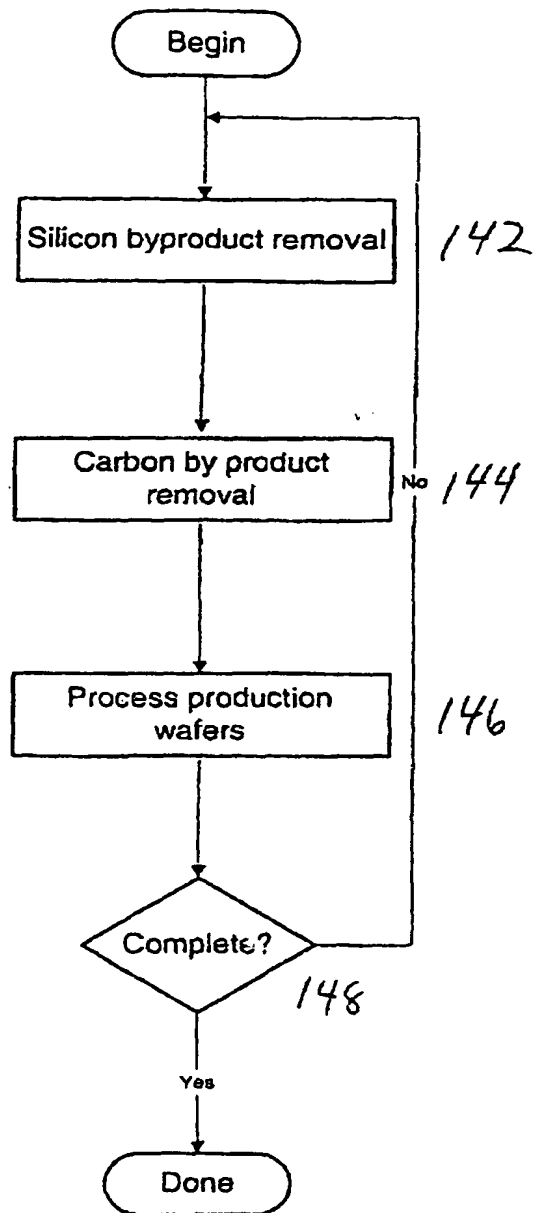 Begin
Silicon byproduct removal
142
Carbon by product
removal
No
144
Process production
wafers
146
Complete?
148
Yes
Done